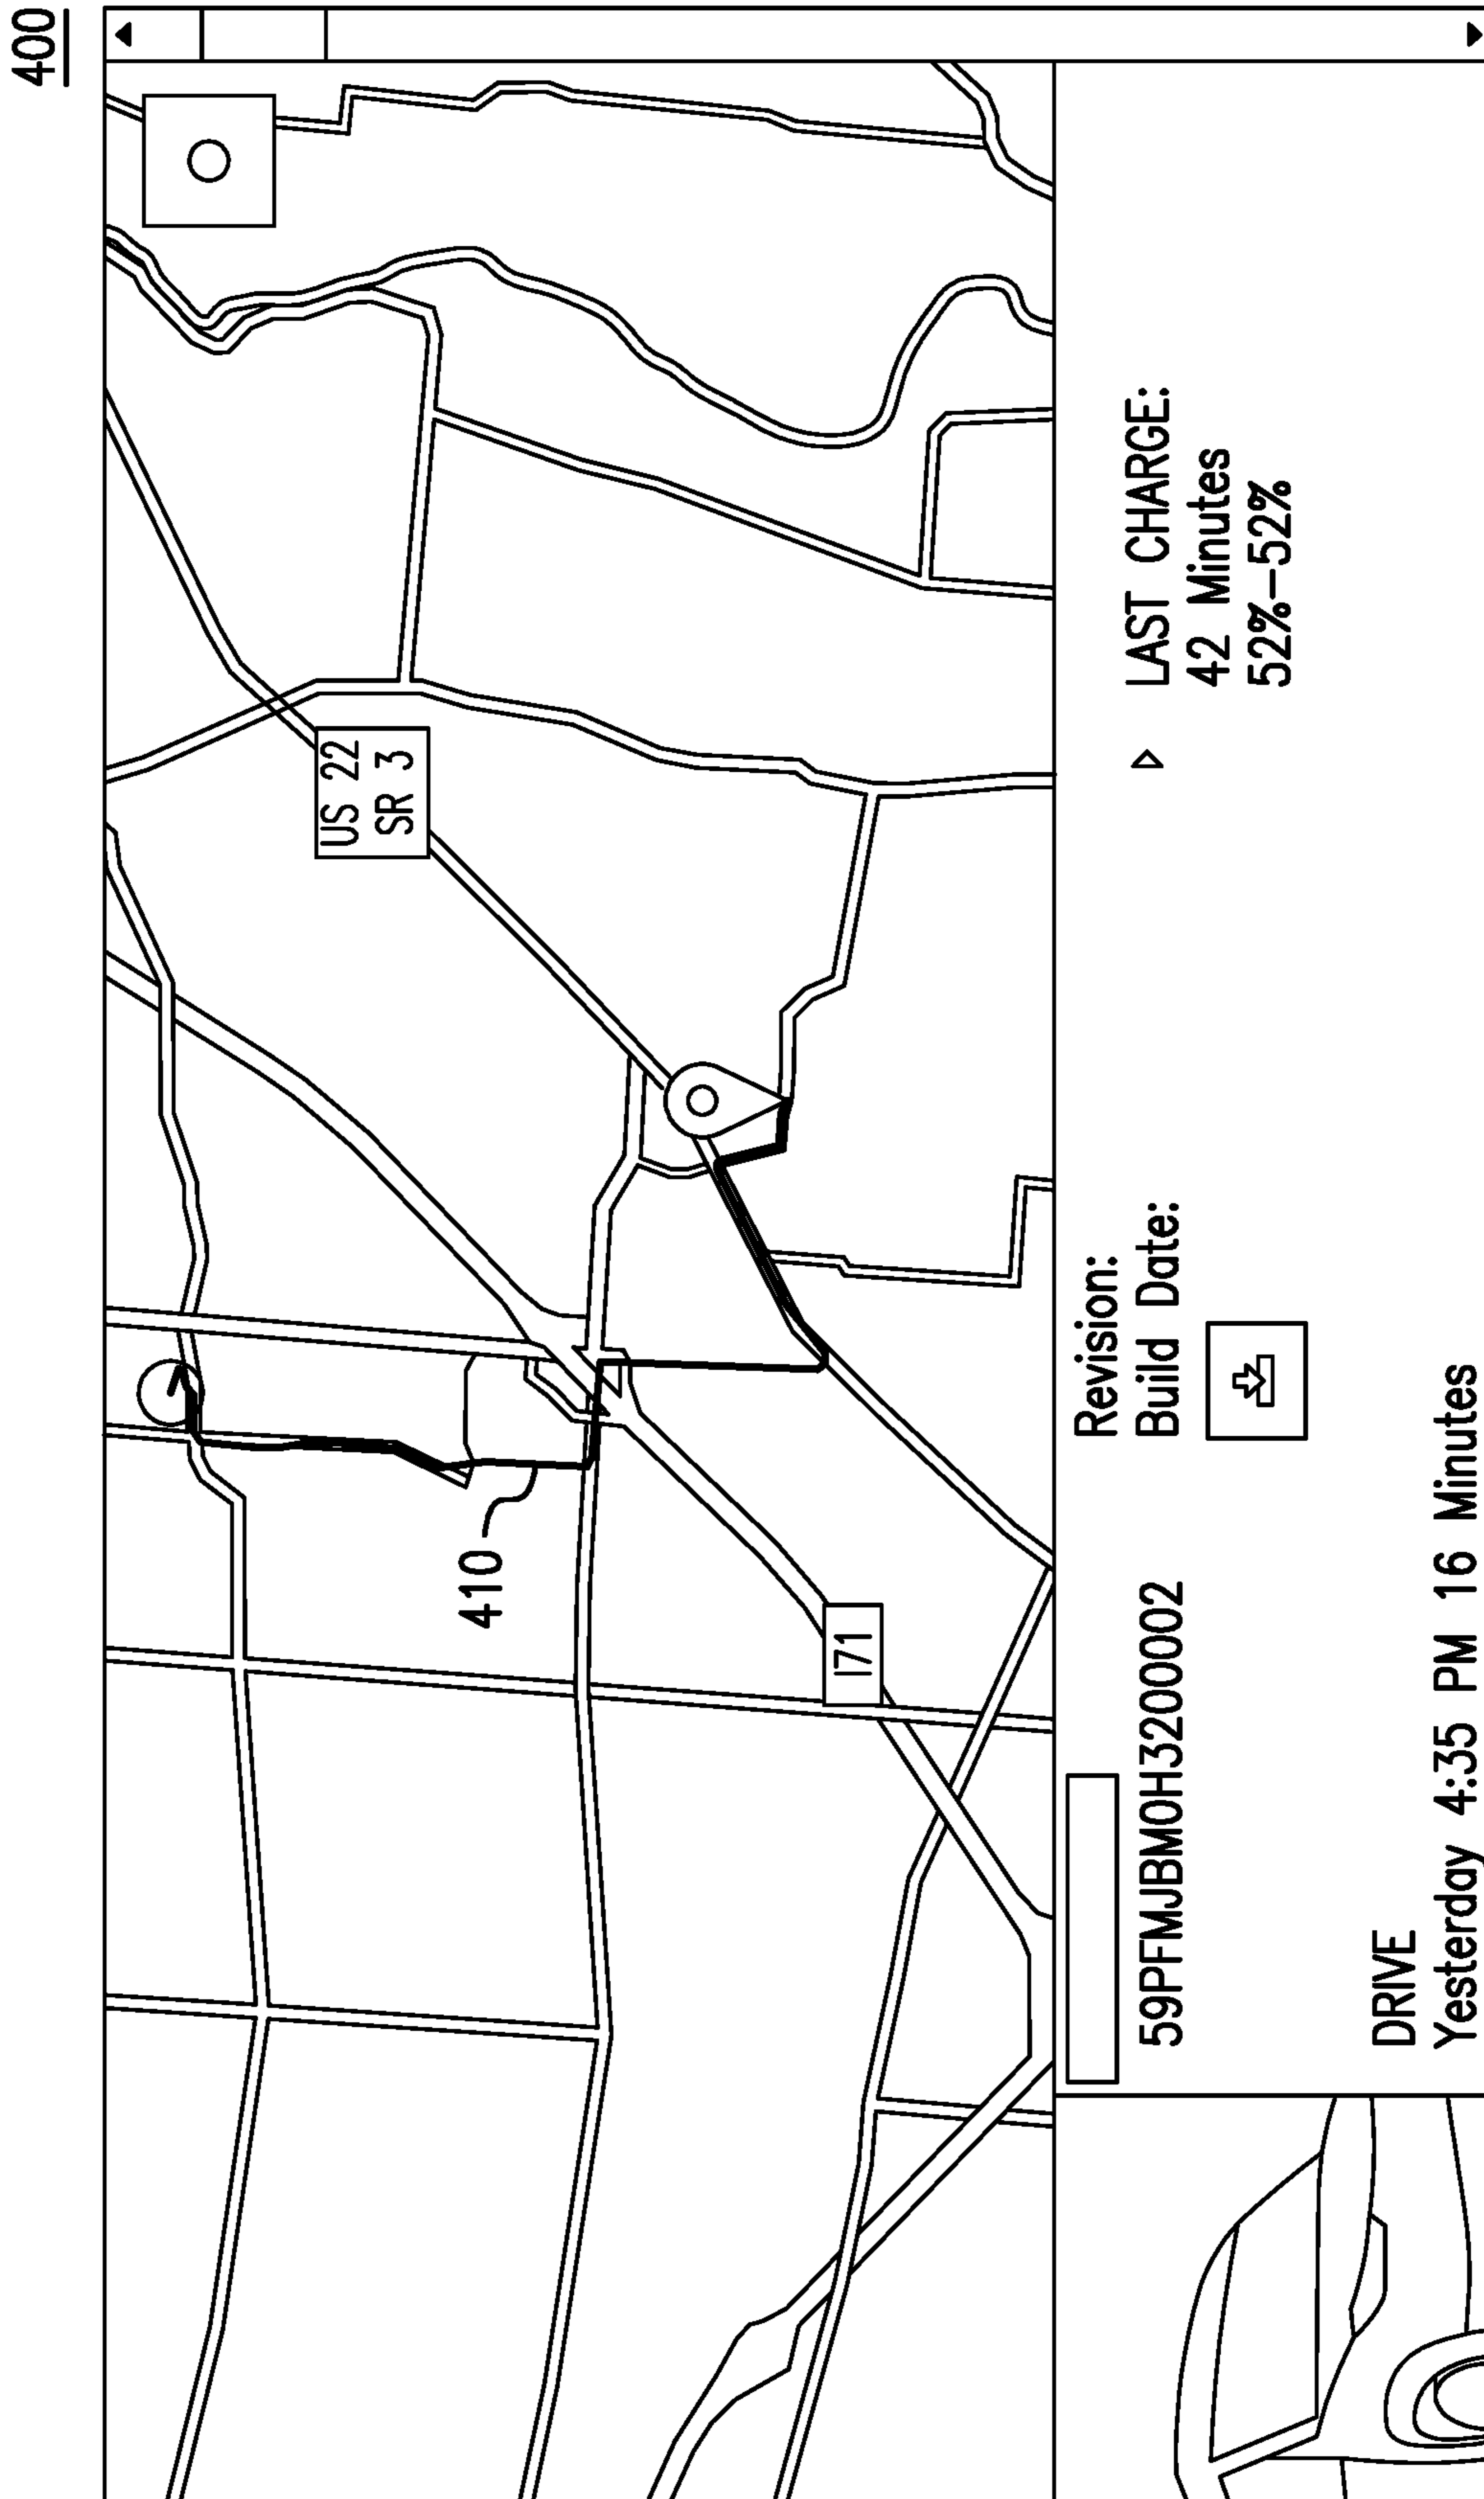 400
US 22
SR 3
410
I71
59PFMJBM0H3200002
Revision:
Build Date:
LAST CHARGE:
42 Minutes
52%–52%
DRIVE
Yesterday 4:35 PM 16 Minutes